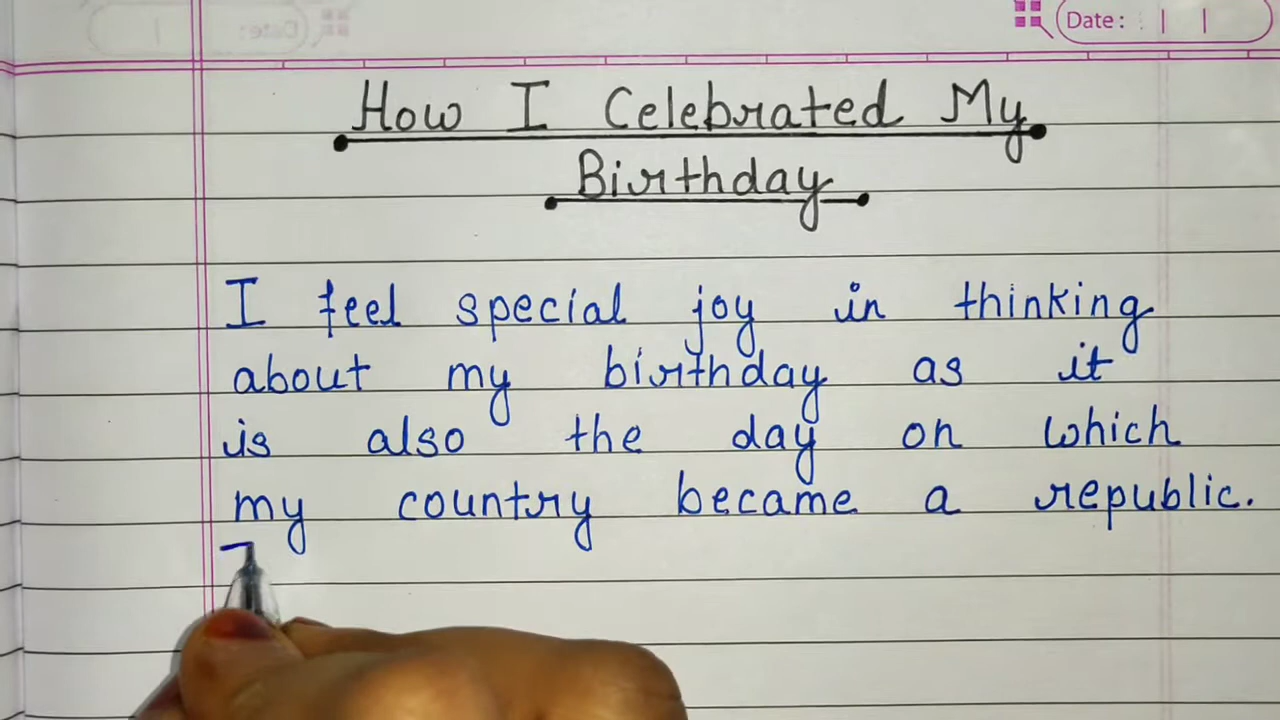 Date:
How I Celebrated My
Birthday
I feel special joy in thinking
about my birthday as it
is also the day on which
my country became a republic.